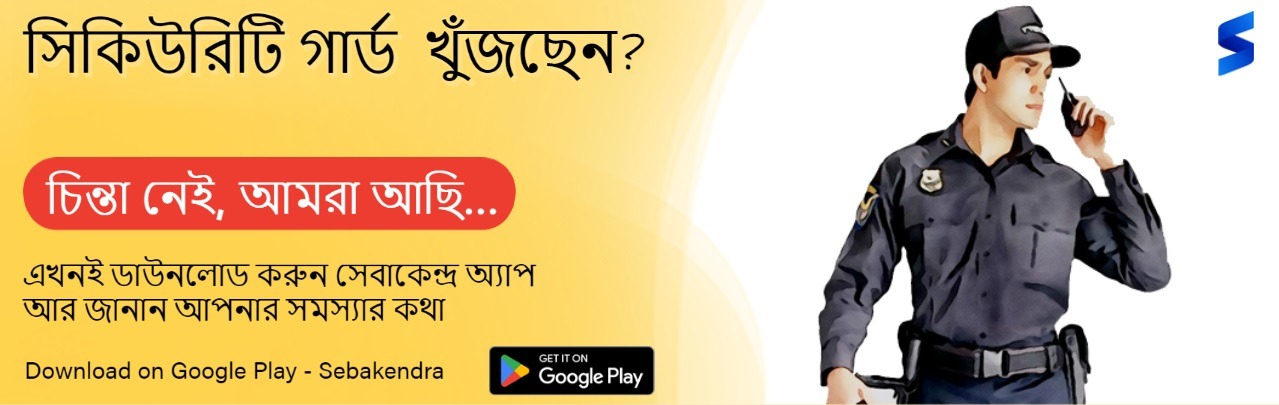 সিকিউরিটি গার্ড খুঁজছেন?
চিন্তা নেই, আমরা আছি...
এখনই ডাউনলোড করুন সেবাকেন্দ্র অ্যাপ
আর জানান আপনার সমস্যার কথা
Download on Google Play - Sebakendra
GET IT ON
Google Play